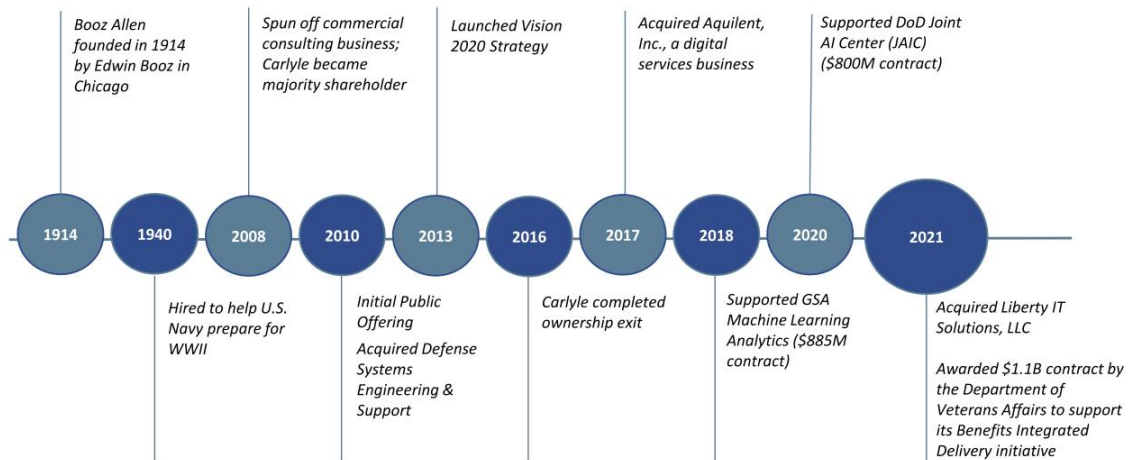 Booz Allen
founded in 1914
by Edwin Booz in
Chicago
Spun off commercial
consulting business;
Carlyle became
majority shareholder
Launched Vision
2020 Strategy
Acquired Aquilent,
Inc., a digital
services business
Supported DoD Joint
AI Center (JAIC)
($800M contract)
1914
1940
2008
2010
2013
2016
2017
2018
2020
2021
Hired to help U.S.
Navy prepare for
WWII
Initial Public
Offering
Acquired Defense
Systems
Engineering &
Support
Carlyle completed
ownership exit
Supported GSA
Machine Learning
Analytics ($885M
contract)
Acquired Liberty IT
Solutions, LLC
Awarded $1.1B contract by
the Department of
Veterans Affairs to support
its Benefits Integrated
Delivery initiative